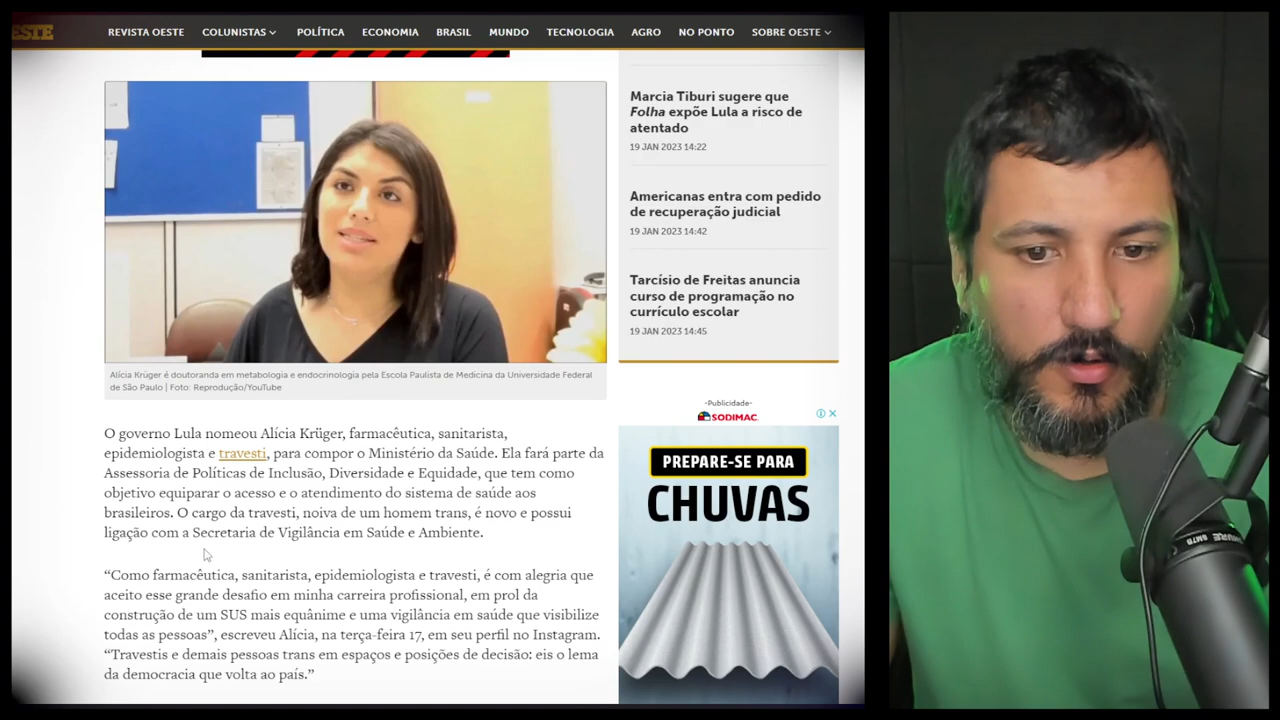 ESTE
REVISTA OESTE COLUNISTAS POLÍTICA ECONOMIA BRASIL MUNDO TECNOLOGIA AGRO NO PONTO SOBRE OESTE
Alícia Krüger é doutoranda em metabologia e endocrinologia pela Escola Paulista de Medicina da Universidade Federal
de São Paulo | Foto: Reprodução/YouTube
O governo Lula nomeou Alícia Krüger, farmacêutica, sanitarista,
epidemiologista e travesti, para compor o Ministério da Saúde. Ela fará parte da
Assessoria de Políticas de Inclusão, Diversidade e Equidade, que tem como
objetivo equiparar o acesso e o atendimento do sistema de saúde aos
brasileiros. O cargo da travesti, noiva de um homem trans, é novo e possui
ligação com a Secretaria de Vigilância em Saúde e Ambiente.
“Como farmacêutica, sanitarista, epidemiologista e travesti, é com alegria que
aceito esse grande desafio em minha carreira profissional, em prol da
construção de um SUS mais equânime e uma vigilância em saúde que visibilize
todas as pessoas”, escreveu Alícia, na terça-feira 17, em seu perfil no Instagram.
“Travestis e demais pessoas trans em espaços e posições de decisão: eis o lema
da democracia que volta ao país.”
Marcia Tiburi sugere que
Folha expõe Lula a risco de
atentado
19 JAN 2023 14:22
Americanas entra com pedido
de recuperação judicial
19 JAN 2023 14:42
Tarcísio de Freitas anuncia
curso de programação no
currículo escolar
19 JAN 2023 14:45
-Publicidade-
SODIMAC
PREPARE-SE PARA
CHUVAS
SHURE SM7B